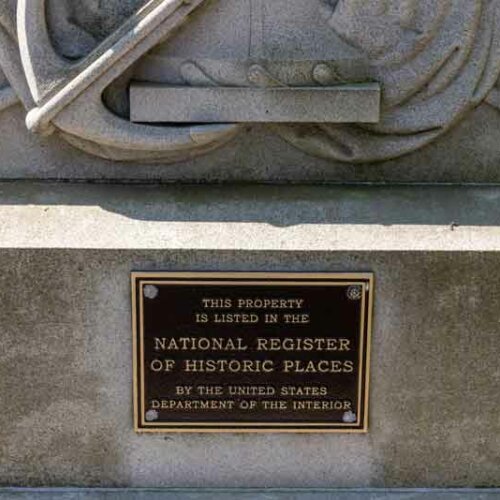 THIS PROPERTY
IS LISTED IN THE
NATIONAL REGISTER
OF HISTORIC PLACES
BY THE UNITED STATES
DEPARTMENT OF THE INTERIOR